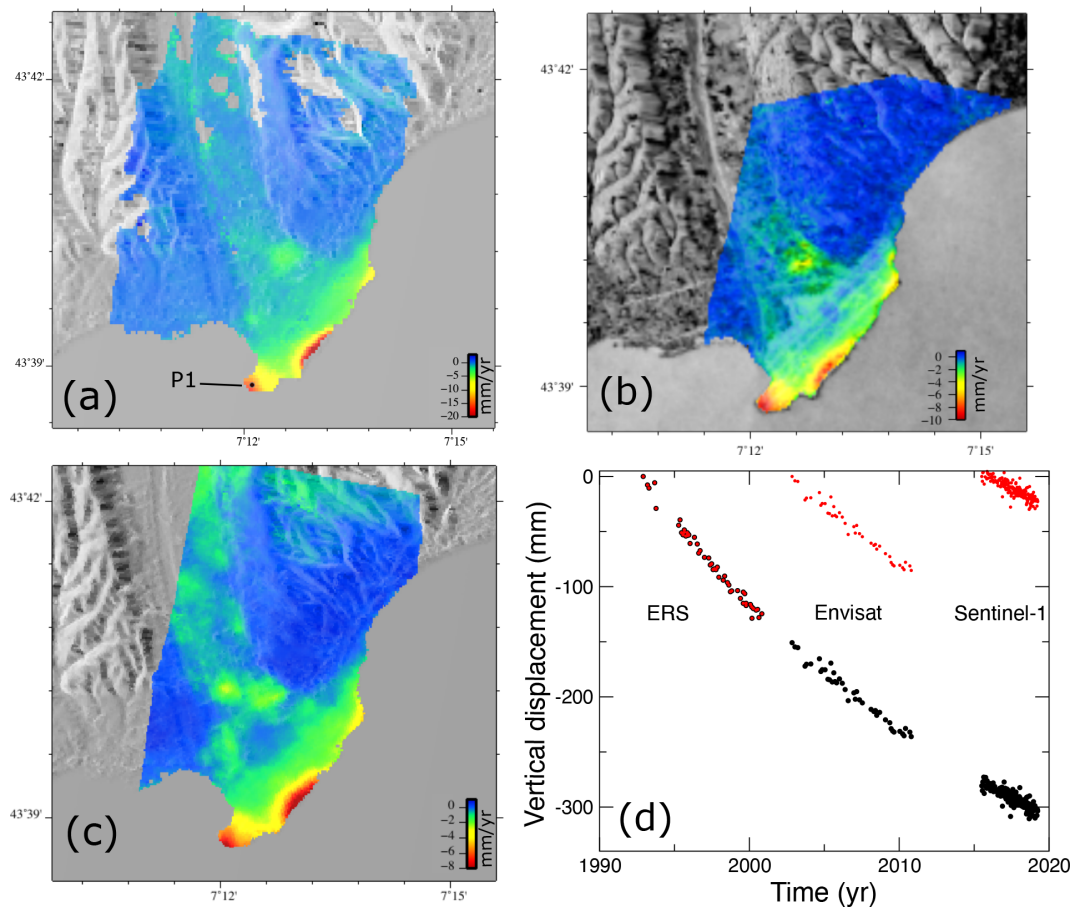 43˚42'
43˚39'
P1
(a)
0
−5
−10
−15
−20
mm/yr
7˚12'
7˚15'
43˚42'
43˚39'
(b)
0
−2
−4
−6
−8
−10
mm/yr
7˚12'
7˚15'
43˚42'
43˚39'
(c)
0
−2
−4
−6
−8
mm/yr
7˚12'
7˚15'
Vertical displacement (mm)
0
-100
-200
-300
ERS
Envisat
Sentinel-1
(d)
1990
2000
2010
2020
Time (yr)